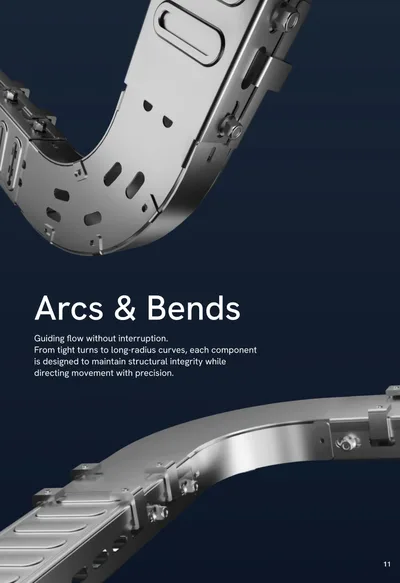 Arcs & Bends
Guiding flow without interruption.
From tight turns to long-radius curves, each component
is designed to maintain structural integrity while
directing movement with precision.
11